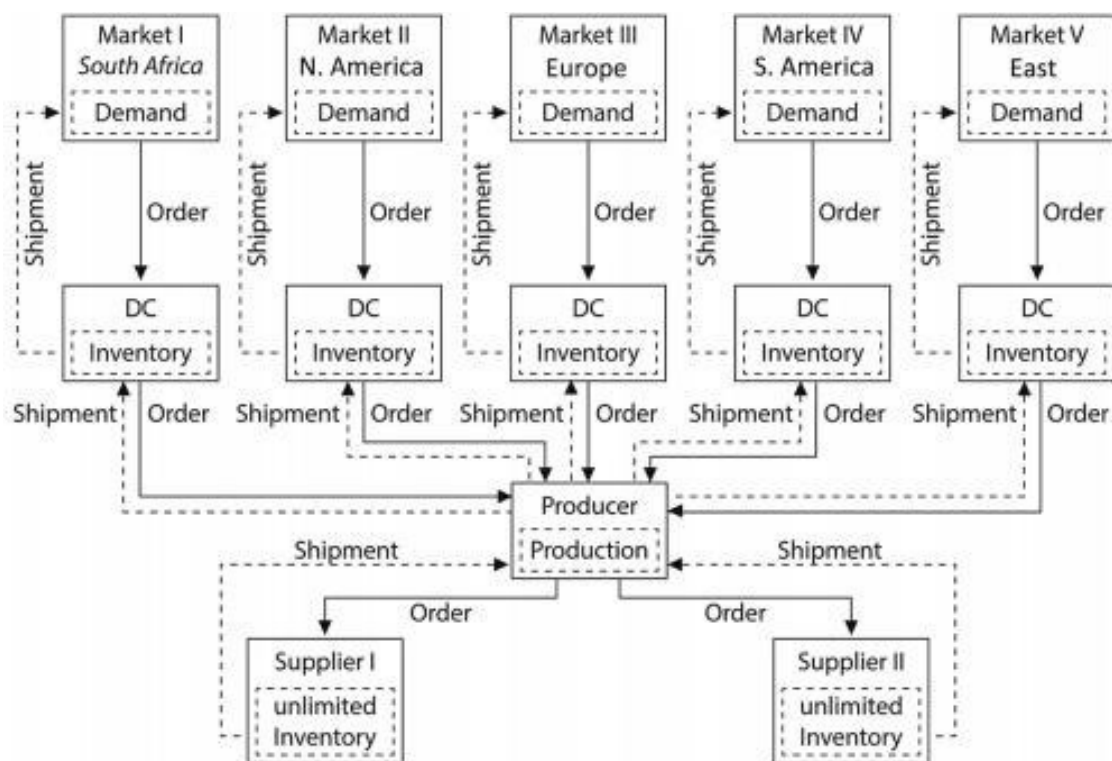 Market I
South Africa
Demand
Market II
N. America
Demand
Market III
Europe
Demand
Market IV
S. America
Demand
Market V
East
Demand
Shipment
Order
Shipment
Order
Shipment
Order
Shipment
Order
Shipment
Order
DC
Inventory
DC
Inventory
DC
Inventory
DC
Inventory
DC
Inventory
Shipment
Order
Shipment
Order
Shipment
Order
Shipment
Order
Shipment
Order
Producer
Production
Shipment
Shipment
Order
Order
Supplier I
unlimited
Inventory
Supplier II
unlimited
Inventory